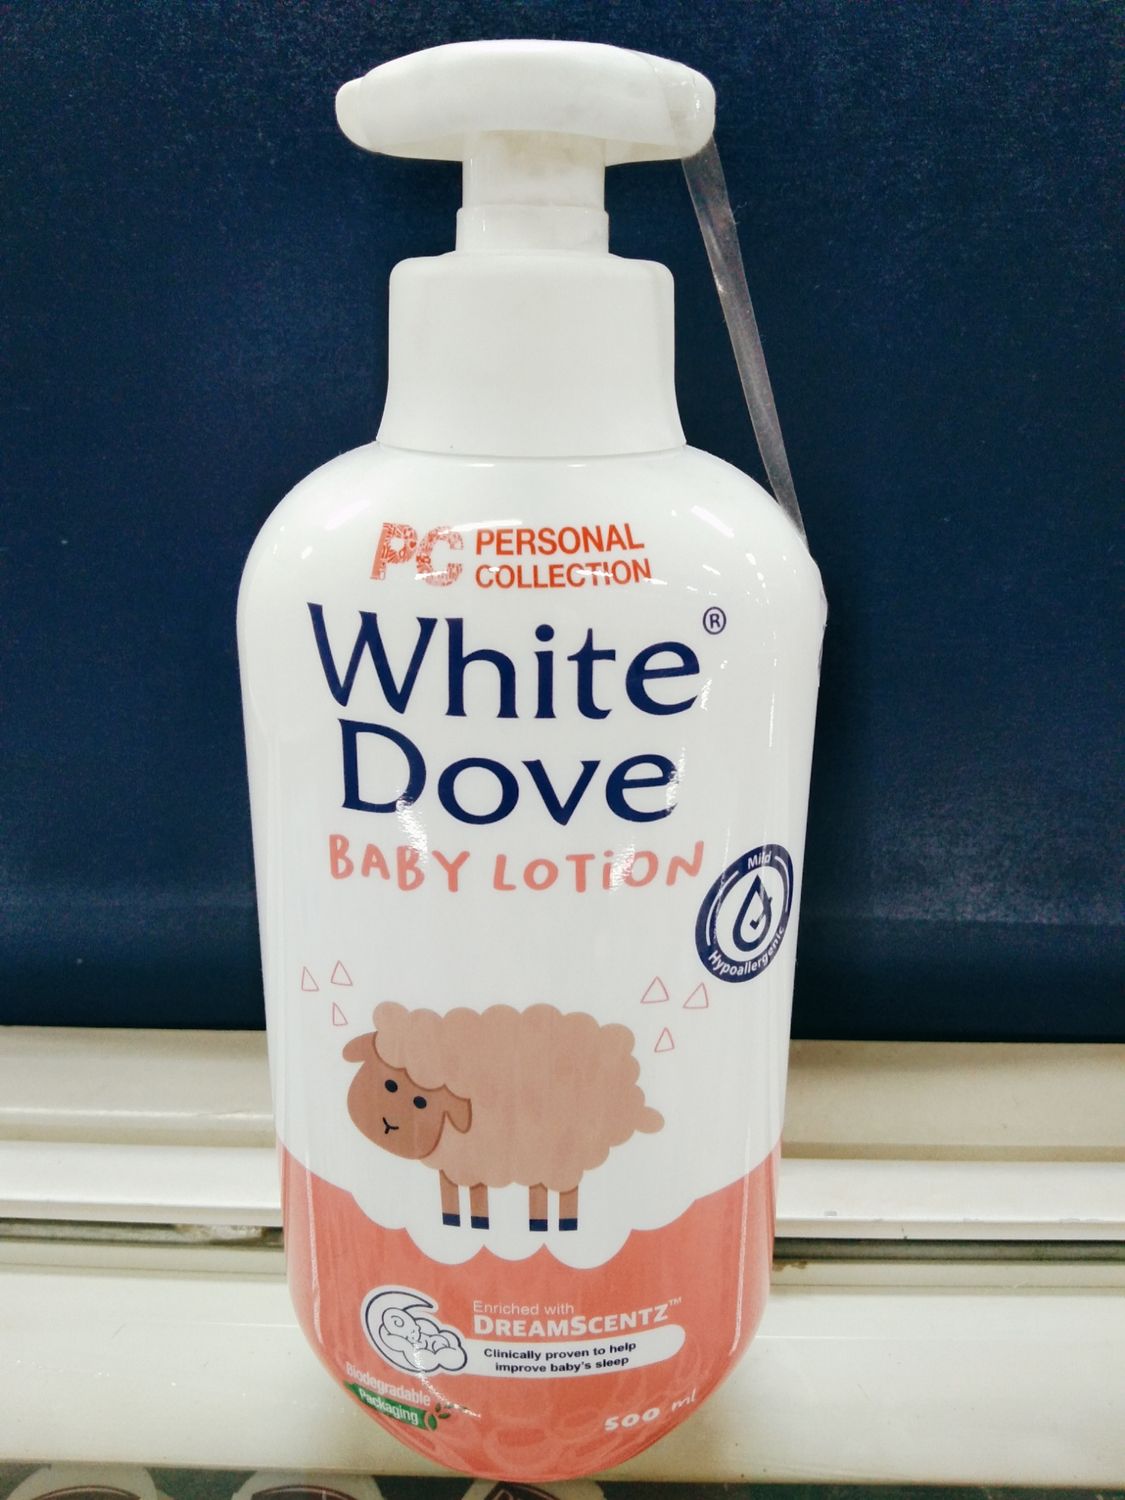 PC PERSONAL
COLLECTION
White®
Dove
BABY LOTiON
Mild
Hypoallergenic
Enriched with
DREAMSCENTZ™
Clinically proven to help
improve baby's sleep
Biodegradable
Packaging
500 ml